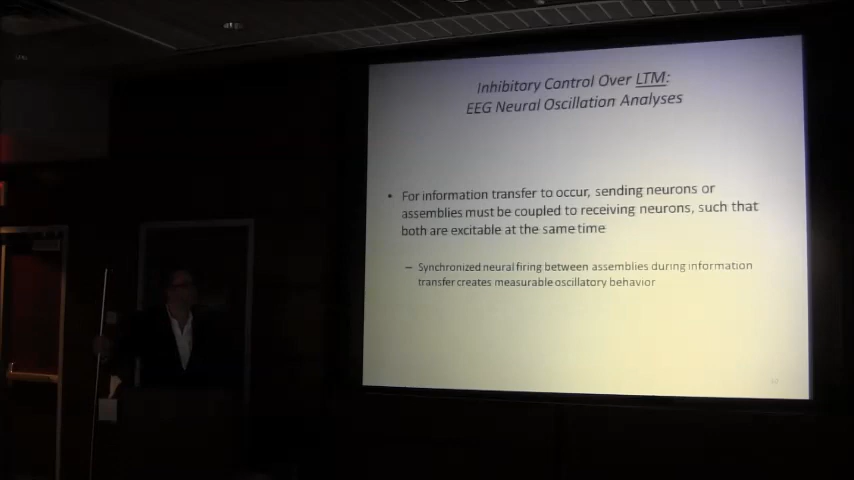 Inhibitory Control Over LTM:
EEG Neural Oscillation Analyses
• For information transfer to occur, sending neurons or
assemblies must be coupled to receiving neurons, such that
both are excitable at the same time
– Synchronized neural firing between assemblies during information
transfer creates measurable oscillatory behavior